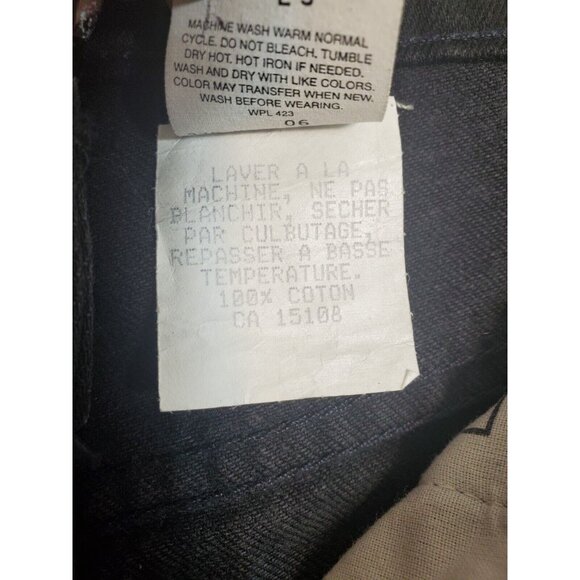 MACHINE WASH WARM NORMAL
CYCLE. DO NOT BLEACH. TUMBLE
DRY HOT. HOT IRON IF NEEDED.
WASH AND DRY WITH LIKE COLORS.
COLOR MAY TRANSFER WHEN NEW.
WASH BEFORE WEARING.
WPL 423
06
LAVER A LA
MACHINE, NE PAS
BLANCHIR, SECHER
PAR CULBUTAGE,
REPASSER A BASSE
TEMPERATURE.
100% COTON
CA 15108